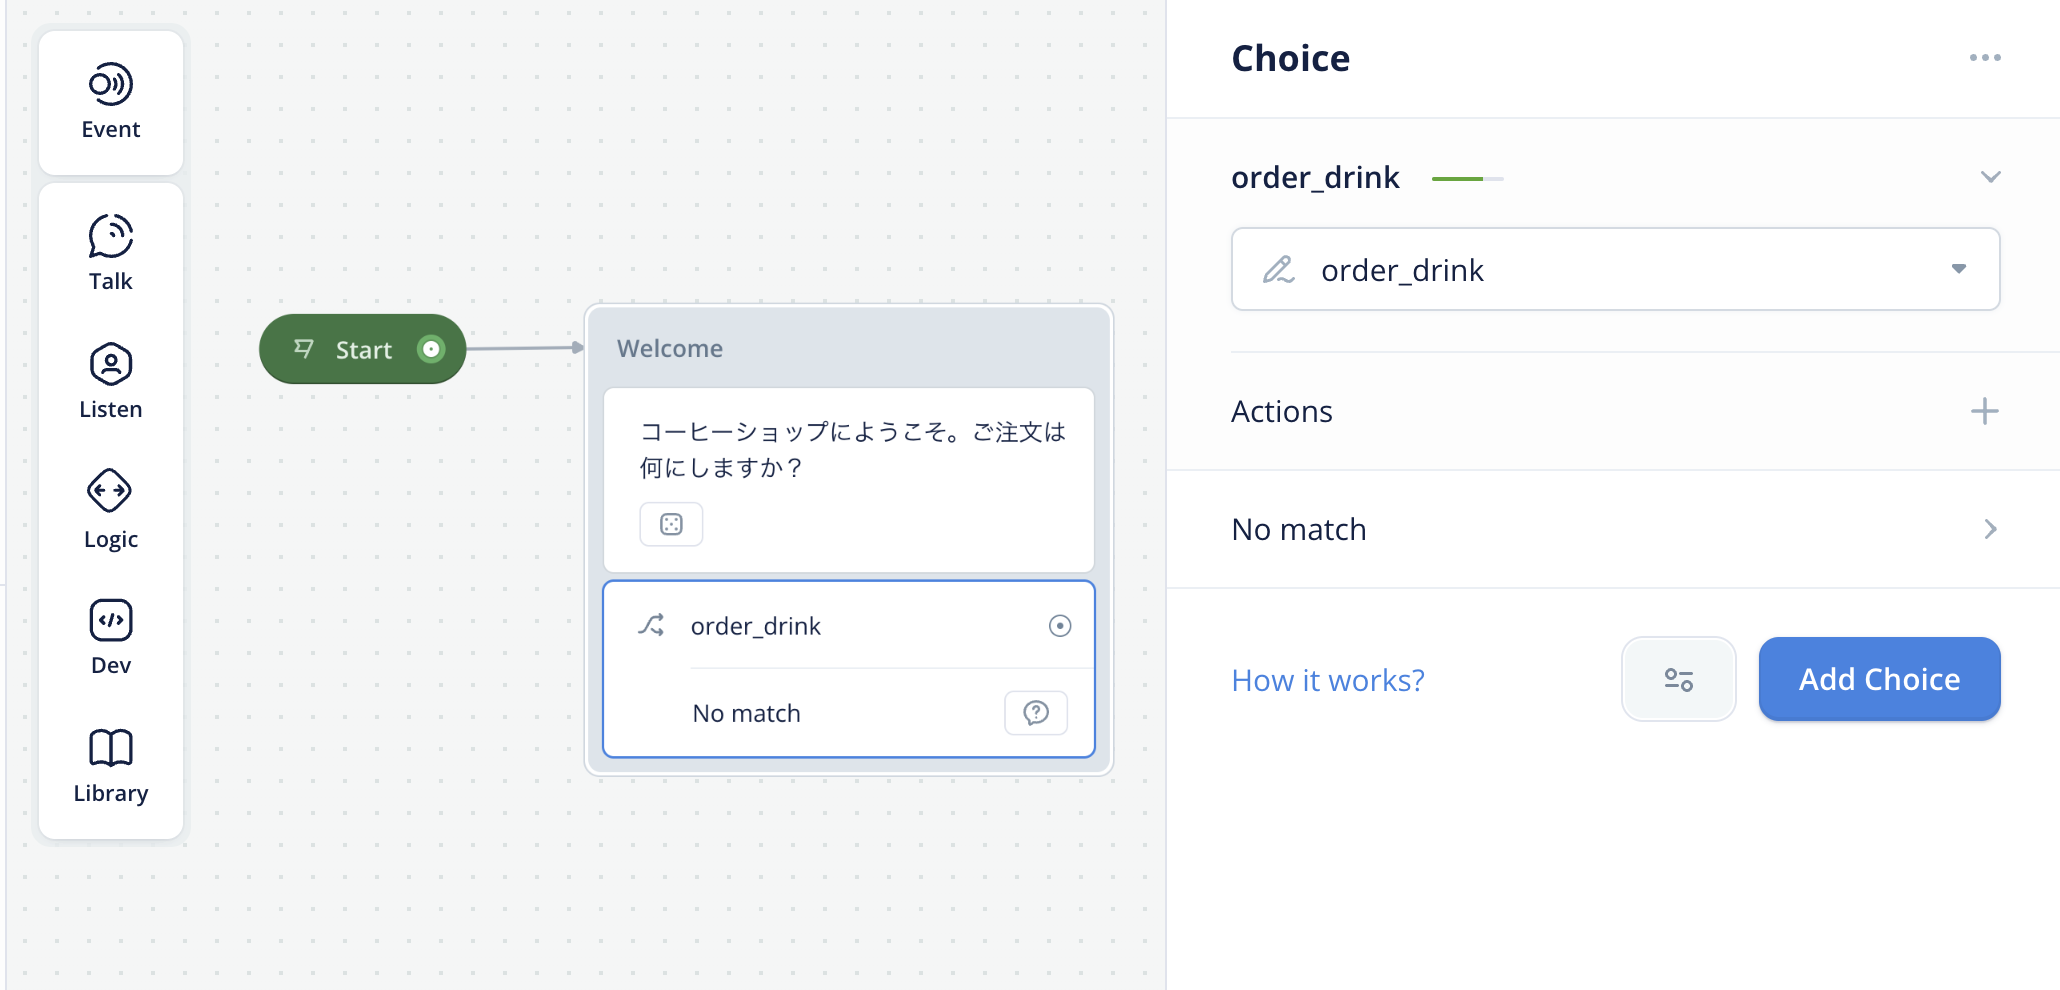 Event
Talk
Listen
Logic
Dev
Library
Start
Welcome
コーヒーショップにようこそ。ご注文は
何にしますか？
order_drink
No match
Choice
order_drink
order_drink
Actions
No match
How it works?
Add Choice